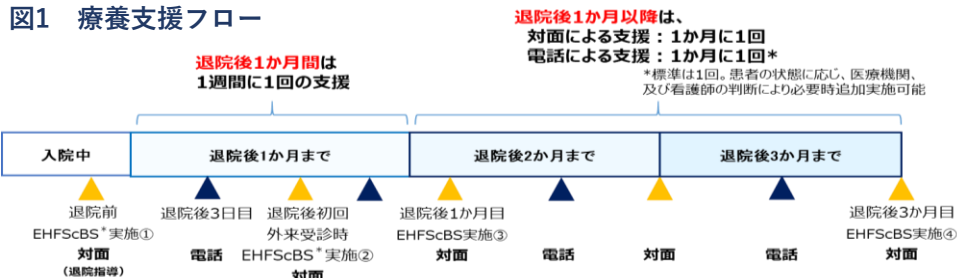 図1　療養支援フロー
退院後1か月間は
1週間に1回の支援
退院後1か月以降は、
対面による支援：1か月に1回
電話による支援：1か月に1回*
*標準は1回。患者の状態に応じ、医療機関、
及び看護師の判断により必要時追加実施可能
入院中
退院後1か月まで
退院後2か月まで
退院後3か月まで
退院前
EHFScBS*実施①
対面
（退院指導）
退院後3日目
電話
退院後初回
外来受診時
EHFScBS*実施②
対面
退院後1か月目
EHFScBS実施③
対面
電話
対面
電話
退院後3か月目
EHFScBS実施④
対面